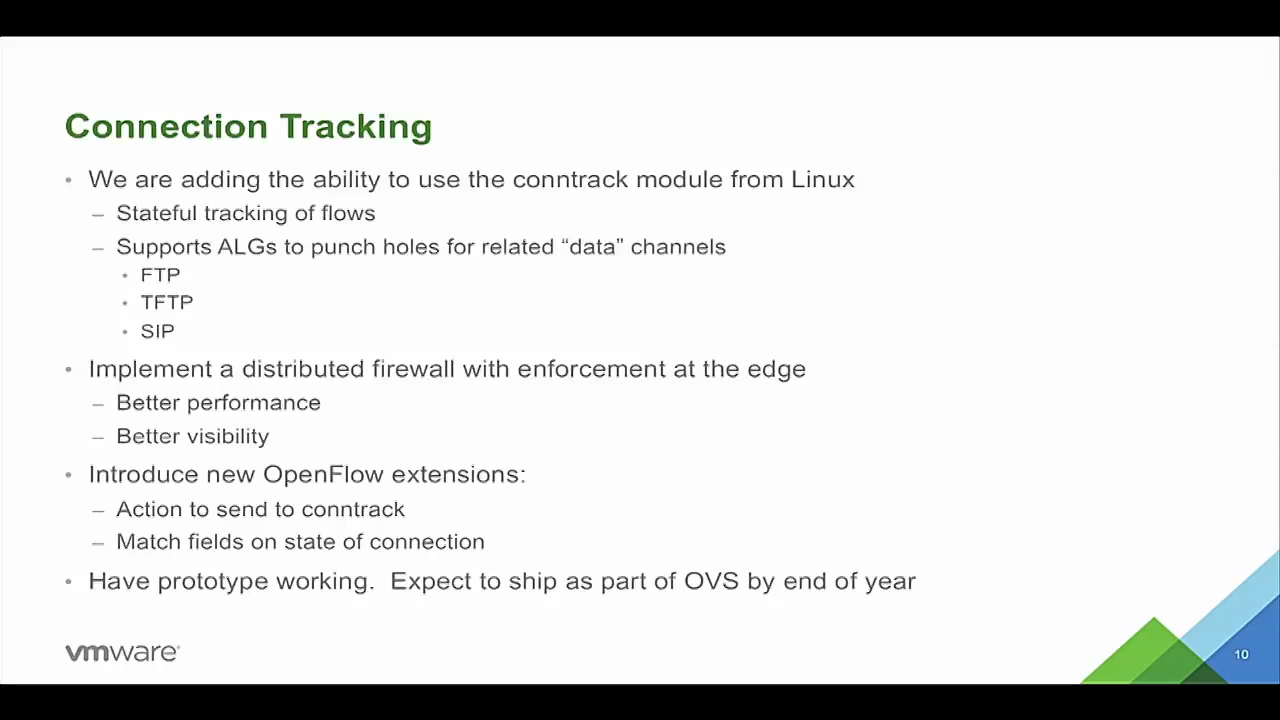 Connection Tracking
• We are adding the ability to use the conntrack module from Linux
– Stateful tracking of flows
– Supports ALGs to punch holes for related “data" channels
• FTP
• TFTP
• SIP
• Implement a distributed firewall with enforcement at the edge
– Better performance
– Better visibility
• Introduce new OpenFlow extensions:
– Action to send to conntrack
– Match fields on state of connection
• Have prototype working.  Expect to ship as part of OVS by end of year
vmware
10